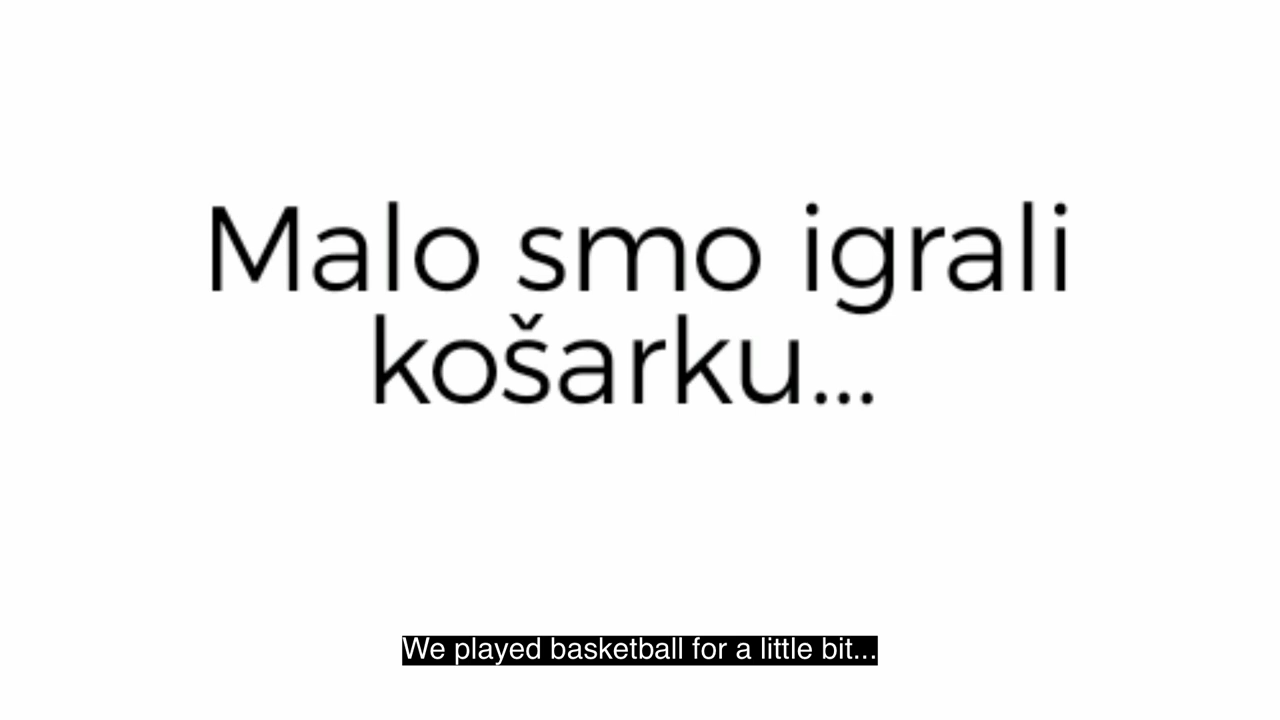 Malo smo igrali
košarku...
We played basketball for a little bit...